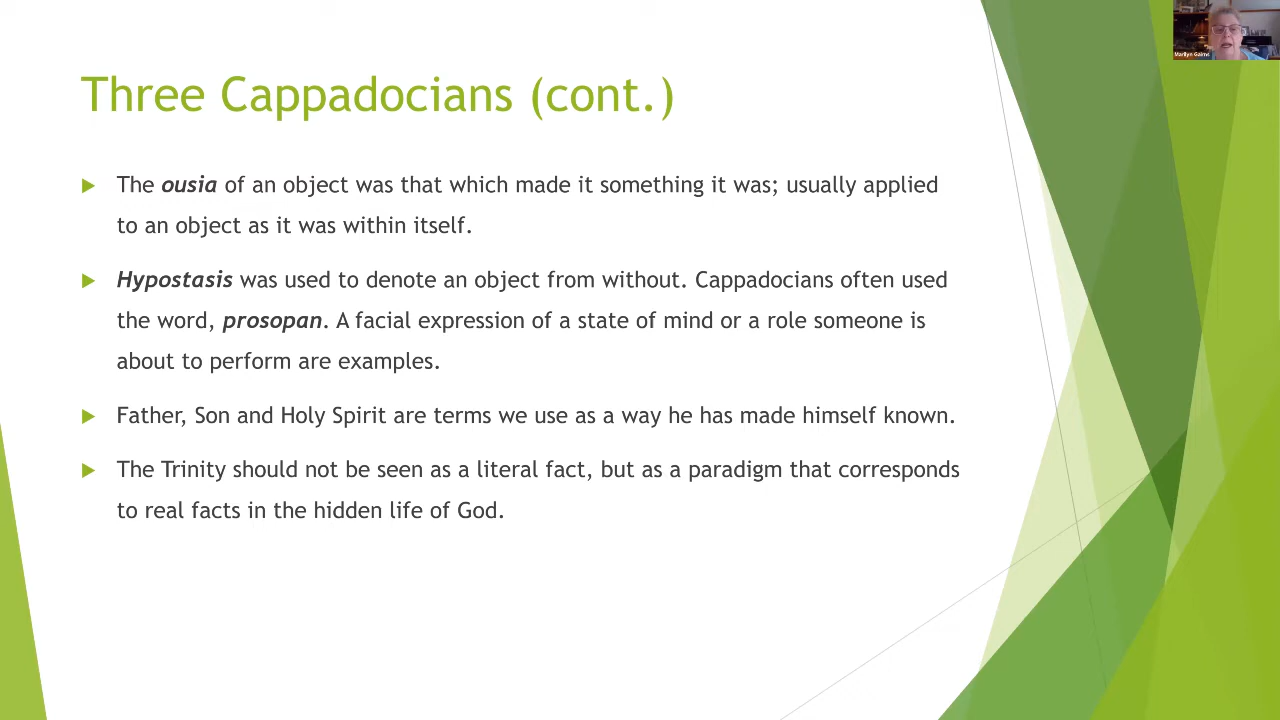 Marilyn Gairns
Three Cappadocians (cont.)
The ousia of an object was that which made it something it was; usually applied
to an object as it was within itself.
Hypostasis was used to denote an object from without. Cappadocians often used
the word, prosopan. A facial expression of a state of mind or a role someone is
about to perform are examples.
Father, Son and Holy Spirit are terms we use as a way he has made himself known.
The Trinity should not be seen as a literal fact, but as a paradigm that corresponds
to real facts in the hidden life of God.